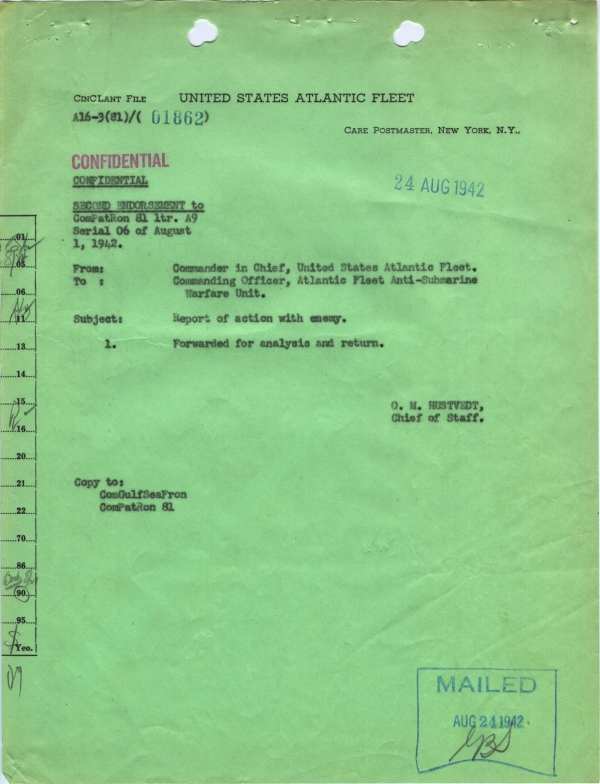 CINCLANT FILE UNITED STATES ATLANTIC FLEET
A16-3(81)/( 01862)
CARE POSTMASTER, NEW YORK, N.Y.,
CONFIDENTIAL
CONFIDENTIAL
24 AUG 1942
SECOND ENDORSEMENT to
ComPatRon 81 ltr. A9
Serial 06 of August
1, 1942.
From: Commander in Chief, United States Atlantic Fleet.
To : Commanding Officer, Atlantic Fleet Anti-Submarine
Warfare Unit.
Subject: Report of action with enemy.
1. Forwarded for analysis and return.
O. M. HUSTVEDT,
Chief of Staff.
Copy to:
ComGulfSeaFron
ComPatRon 81
01
05
06
11
13
14
15
16
20
21
22
70
86
90
95
Yeo.
MAILED
AUG 24 1942